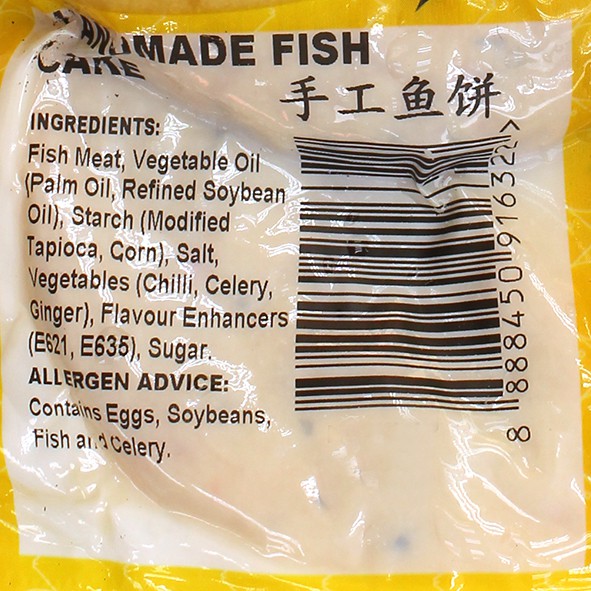 HANDMADE FISH
CAKE
手工鱼饼
INGREDIENTS:
Fish Meat, Vegetable Oil
(Palm Oil, Refined Soybean
Oil), Starch (Modified
Tapioca, Corn), Salt,
Vegetables (Chilli, Celery,
Ginger), Flavour Enhancers
(E621, E635), Sugar.
ALLERGEN ADVICE:
Contains Eggs, Soybeans,
Fish and Celery.
8 888450 916322>